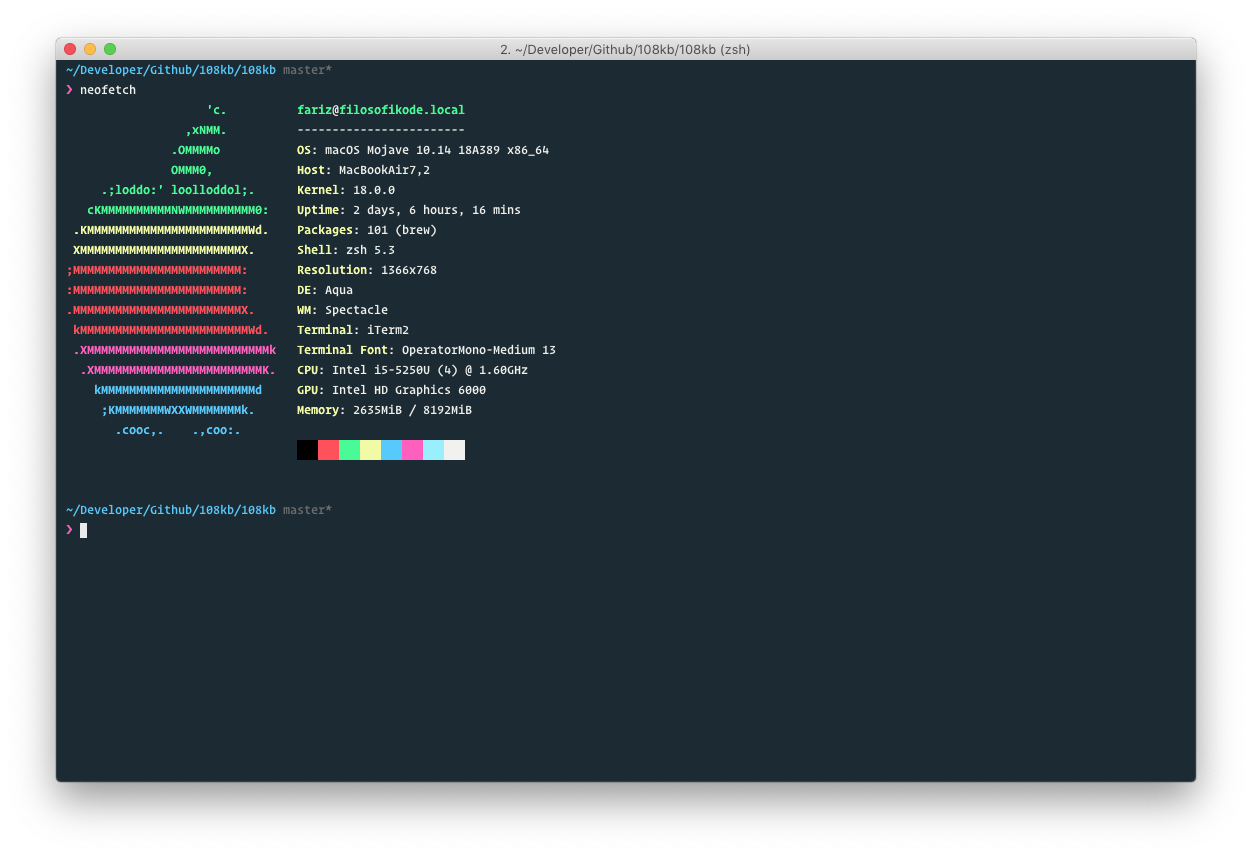 2. ~/Developer/Github/108kb/108kb (zsh)
~/Developer/Github/108kb/108kb master*
❯ neofetch
                    'c.          fariz@filosofikode.local
                 ,xNMM.          ------------------------
               .OMMMMo           OS: macOS Mojave 10.14 18A389 x86_64
               OMMM0,            Host: MacBookAir7,2
     .;loddo:' loolloddol;.      Kernel: 18.0.0
   cKMMMMMMMMMMNWMMMMMMMMMM0:    Uptime: 2 days, 6 hours, 16 mins
 .KMMMMMMMMMMMMMMMMMMMMMMMWd.    Packages: 101 (brew)
 XMMMMMMMMMMMMMMMMMMMMMMMX.      Shell: zsh 5.3
;MMMMMMMMMMMMMMMMMMMMMMMM:       Resolution: 1366x768
:MMMMMMMMMMMMMMMMMMMMMMMM:       DE: Aqua
.MMMMMMMMMMMMMMMMMMMMMMMMX.      WM: Spectacle
 kMMMMMMMMMMMMMMMMMMMMMMMMWd.    Terminal: iTerm2
 .XMMMMMMMMMMMMMMMMMMMMMMMMMMk   Terminal Font: OperatorMono-Medium 13
  .XMMMMMMMMMMMMMMMMMMMMMMMMK.   CPU: Intel i5-5250U (4) @ 1.60GHz
    kMMMMMMMMMMMMMMMMMMMMMMd     GPU: Intel HD Graphics 6000
     ;KMMMMMMMWXXWMMMMMMMk.      Memory: 2635MiB / 8192MiB
       .cooc,.    .,coo:.
~/Developer/Github/108kb/108kb master*
❯